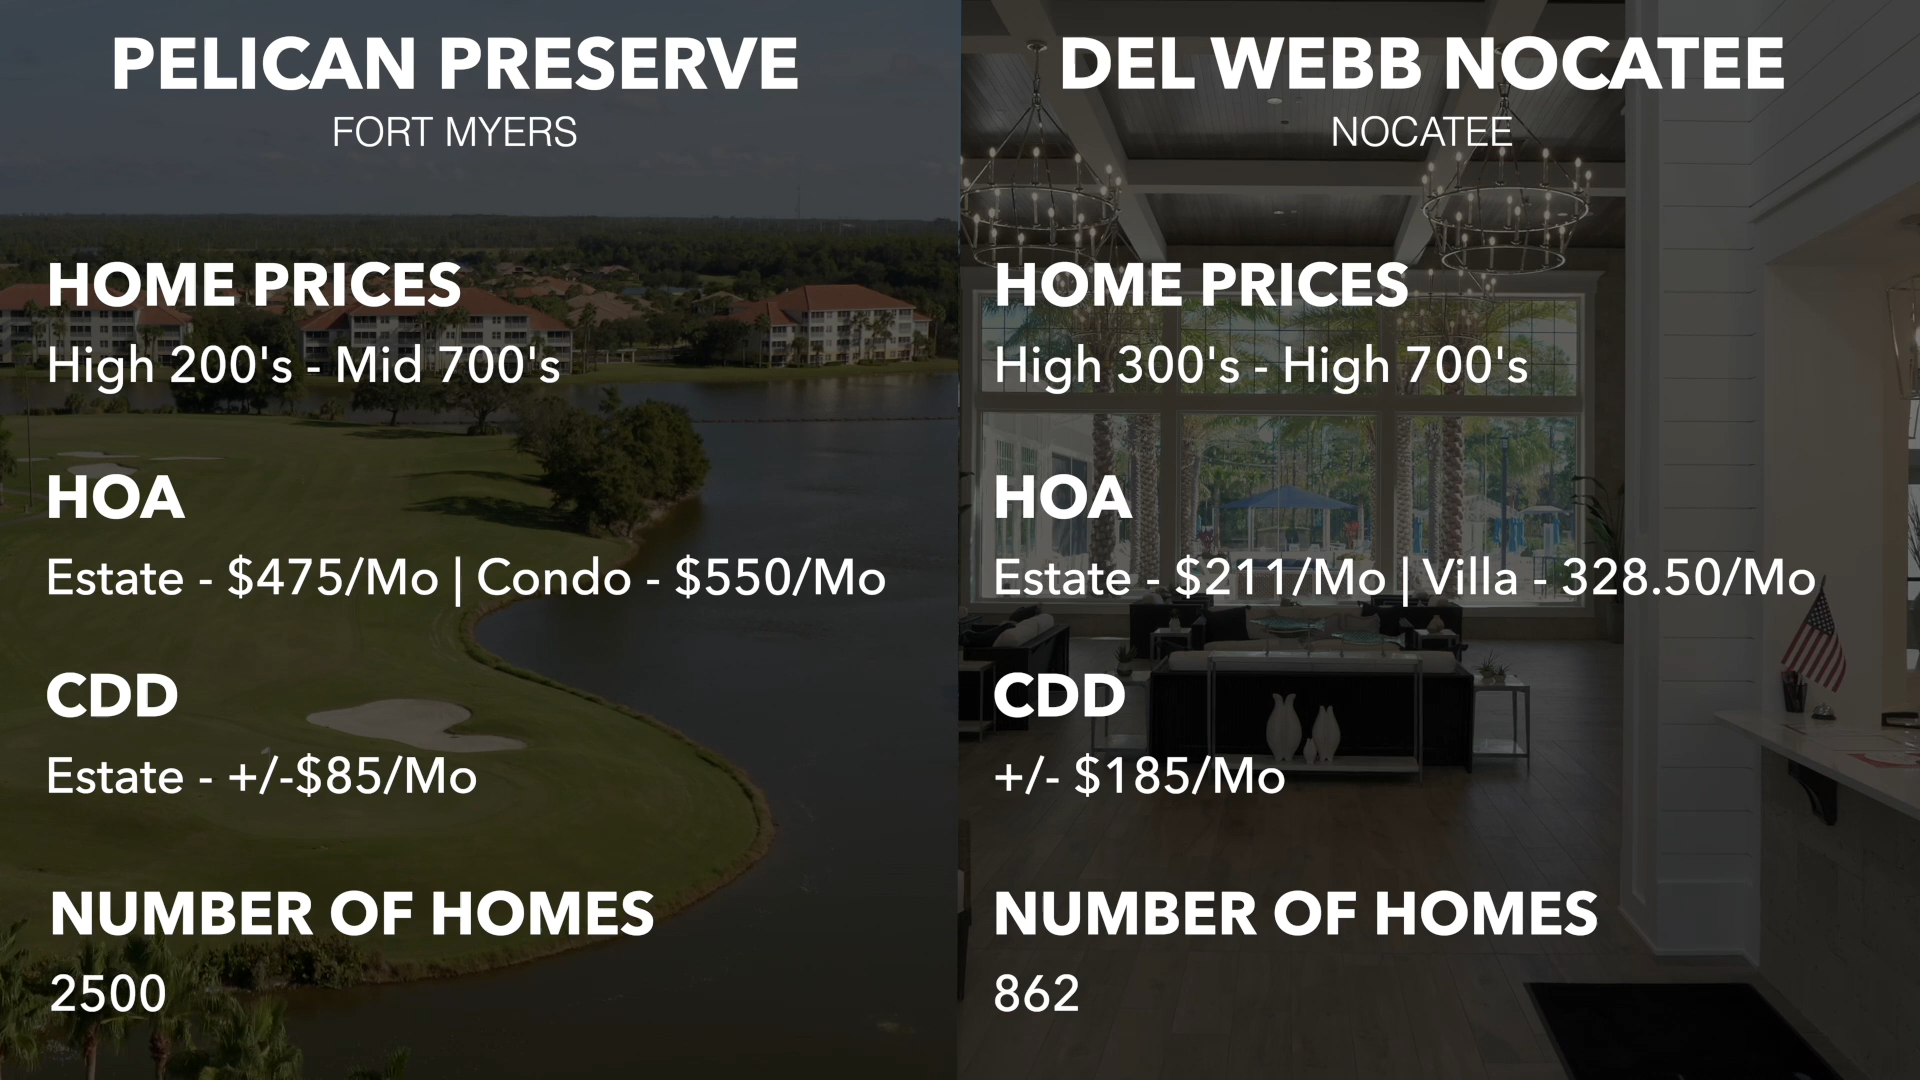 PELICAN PRESERVE
FORT MYERS
HOME PRICES
High 200's - Mid 700's
HOA
Estate - $475/Mo | Condo - $550/Mo
CDD
Estate - +/-$85/Mo
NUMBER OF HOMES
2500
DEL WEBB NOCATEE
NOCATEE
HOME PRICES
High 300's - High 700's
HOA
Estate - $211/Mo | Villa - 328.50/Mo
CDD
+/- $185/Mo
NUMBER OF HOMES
862